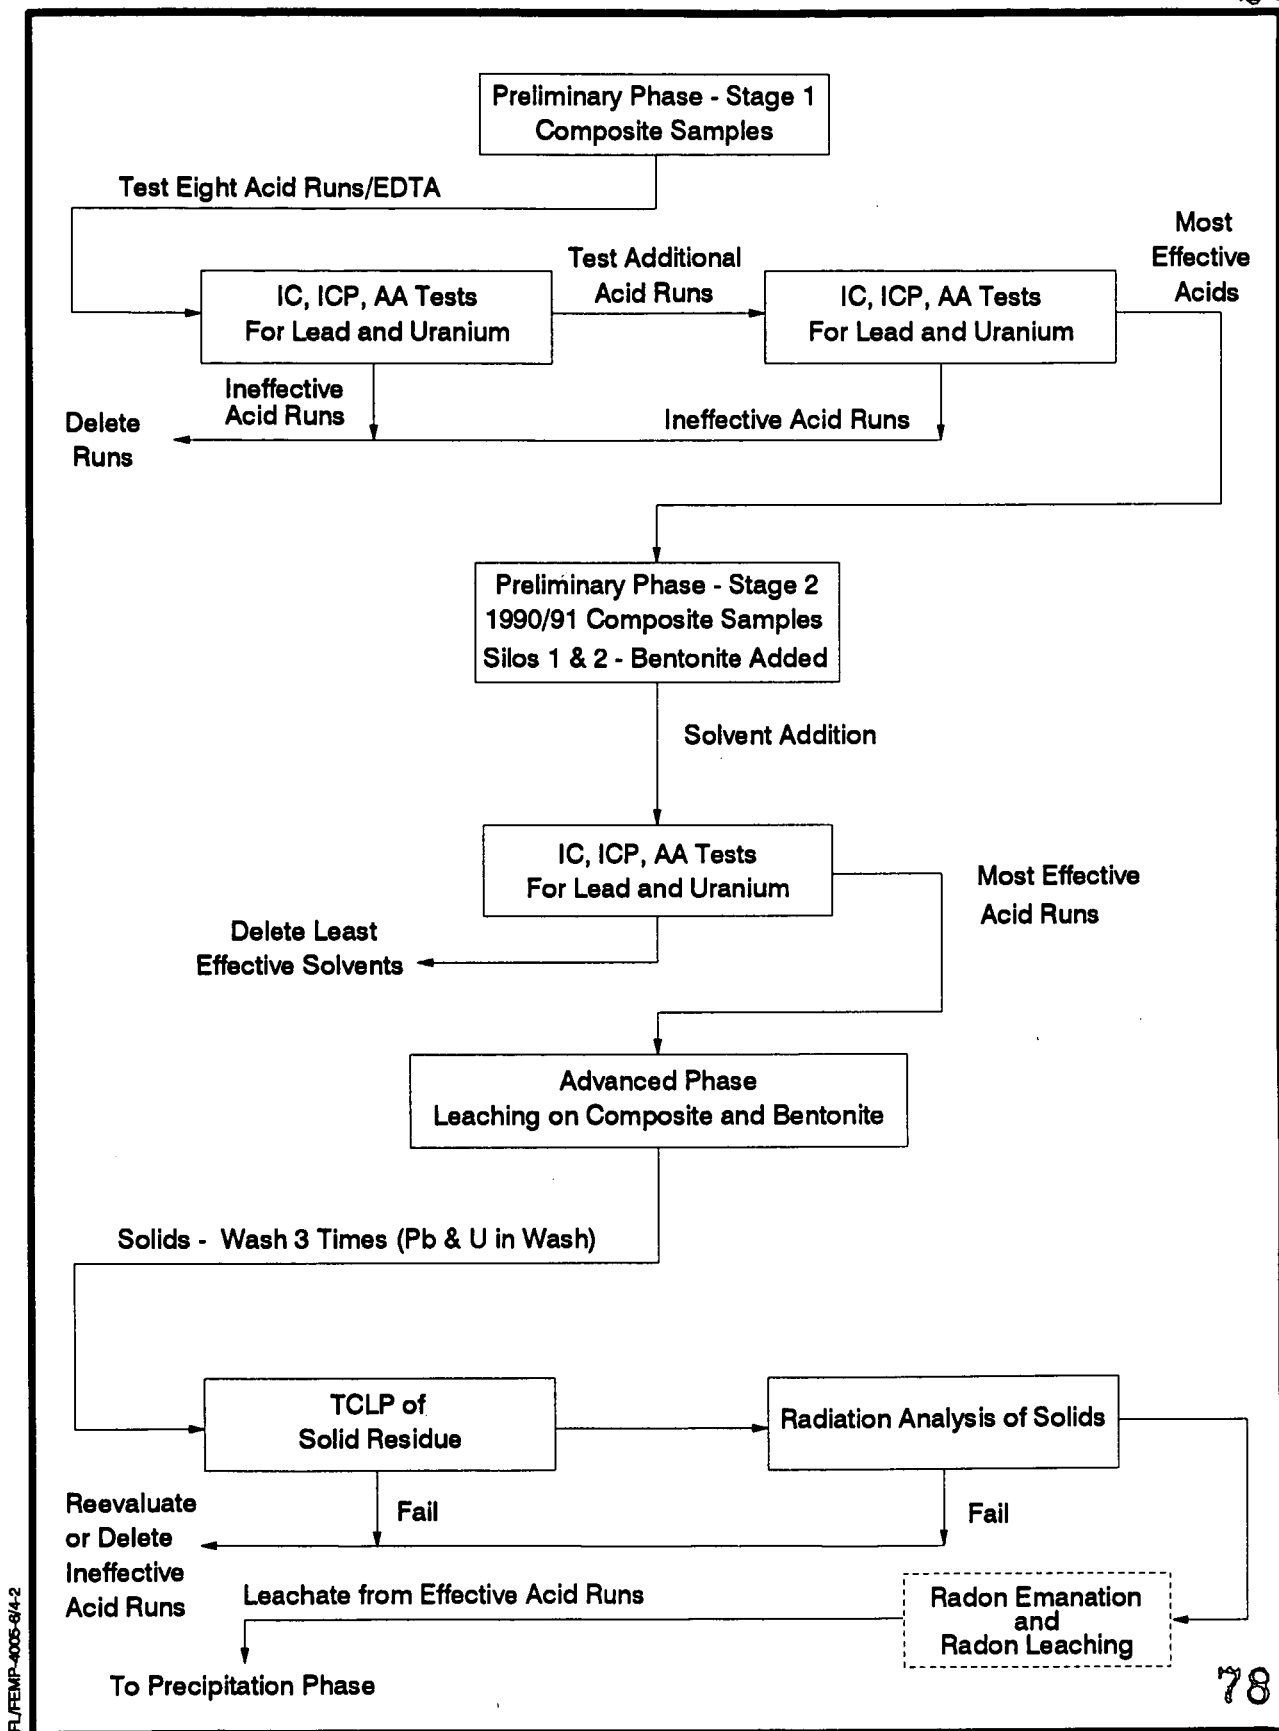 Preliminary Phase - Stage 1
Composite Samples
Test Eight Acid Runs/EDTA
Most
Effective
Acids
Test Additional
Acid Runs
IC, ICP, AA Tests
For Lead and Uranium
IC, ICP, AA Tests
For Lead and Uranium
Ineffective
Acid Runs
Ineffective Acid Runs
Delete
Runs
Preliminary Phase - Stage 2
1990/91 Composite Samples
Silos 1 & 2 - Bentonite Added
Solvent Addition
IC, ICP, AA Tests
For Lead and Uranium
Most Effective
Acid Runs
Delete Least
Effective Solvents
Advanced Phase
Leaching on Composite and Bentonite
Solids - Wash 3 Times (Pb & U in Wash)
TCLP of
Solid Residue
Radiation Analysis of Solids
Fail
Fail
Reevaluate
or Delete
Ineffective
Acid Runs
Leachate from Effective Acid Runs
Radon Emanation
and
Radon Leaching
To Precipitation Phase
78
FL/FEMP-4005-6/4-2